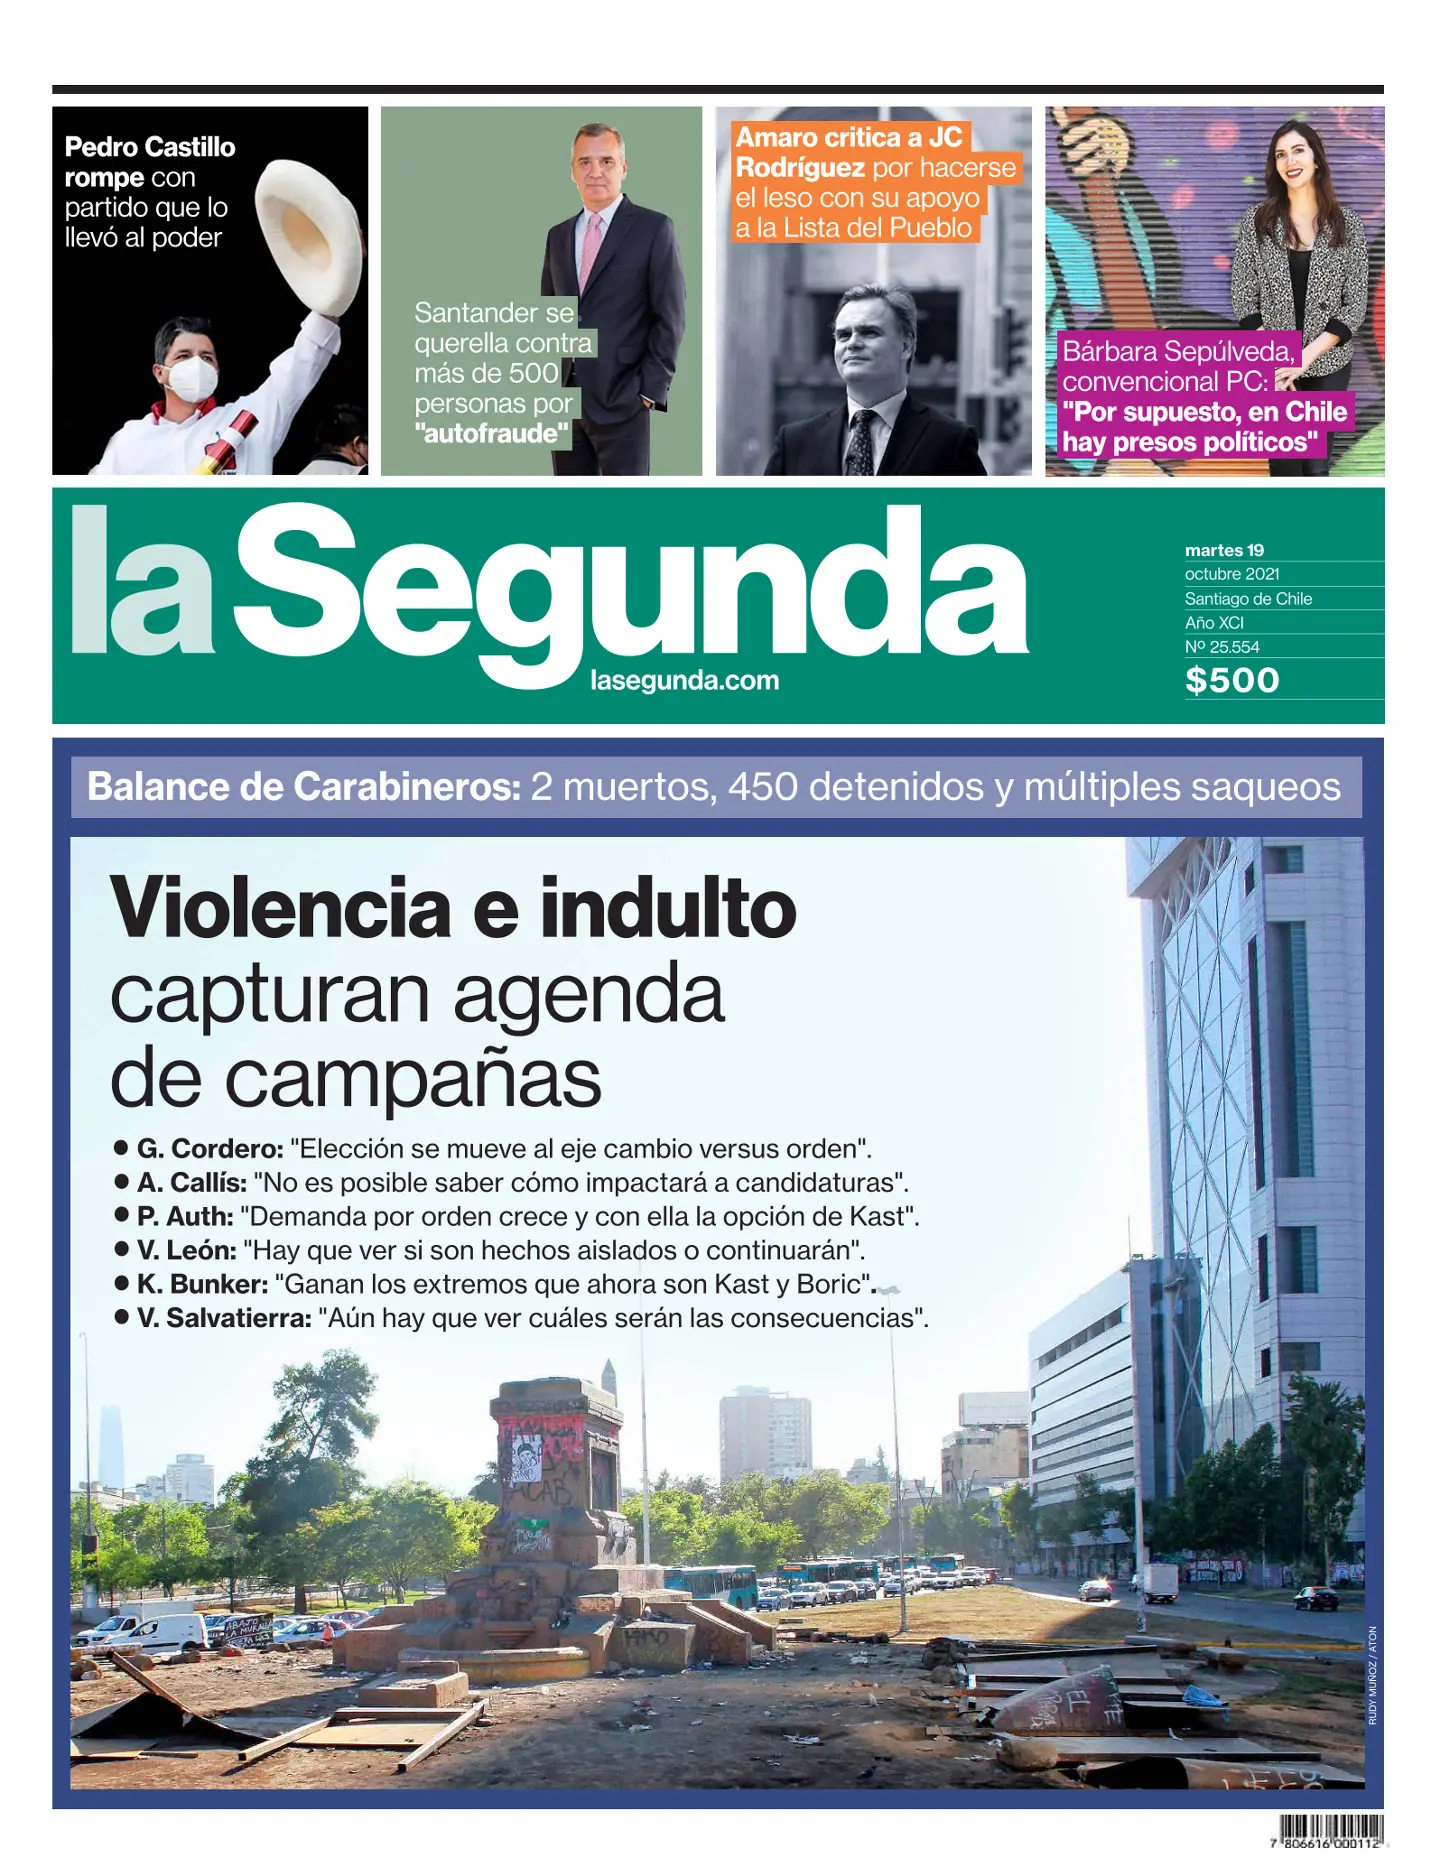 Pedro Castillo
rompe con
partido que lo
llevó al poder
Santander se
querella contra
más de 500
personas por
"autofraude"
Amaro critica a JC
Rodríguez por hacerse
el leso con su apoyo
a la Lista del Pueblo
Bárbara Sepúlveda,
convencional PC:
"Por supuesto, en Chile
hay presos políticos"
la Segunda
lasegunda.com
martes 19
octubre 2021
Santiago de Chile
Año XCI
Nº 25.554
$500
Balance de Carabineros: 2 muertos, 450 detenidos y múltiples saqueos
Violencia e indulto
capturan agenda
de campañas
● G. Cordero: "Elección se mueve al eje cambio versus orden".
● A. Callís: "No es posible saber cómo impactará a candidaturas".
● P. Auth: "Demanda por orden crece y con ella la opción de Kast".
● V. León: "Hay que ver si son hechos aislados o continuarán".
● K. Bunker: "Ganan los extremos que ahora son Kast y Boric".
● V. Salvatierra: "Aún hay que ver cuáles serán las consecuencias".
ACAB
ABAJO
LA MURALLA
RUDY MUÑOZ / ATON
7 806616 000112